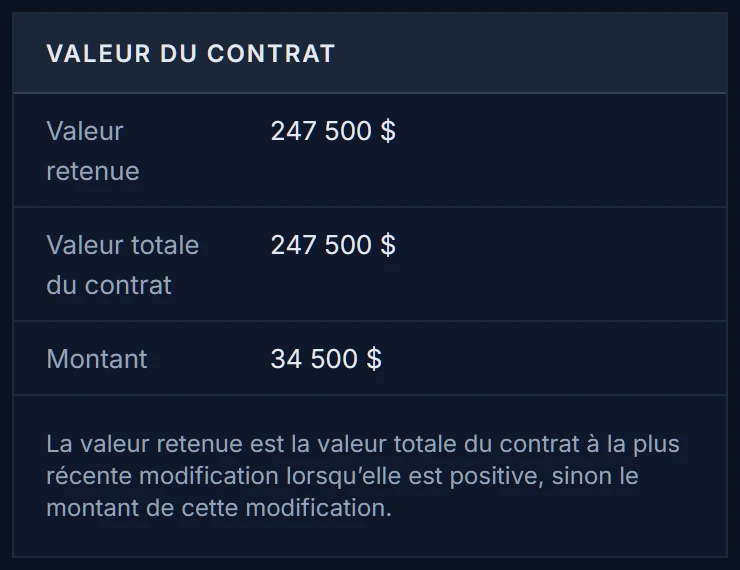 VALEUR DU CONTRAT
Valeur retenue
247 500 $
Valeur totale du contrat
247 500 $
Montant
34 500 $
La valeur retenue est la valeur totale du contrat à la plus
récente modification lorsqu’elle est positive, sinon le
montant de cette modification.